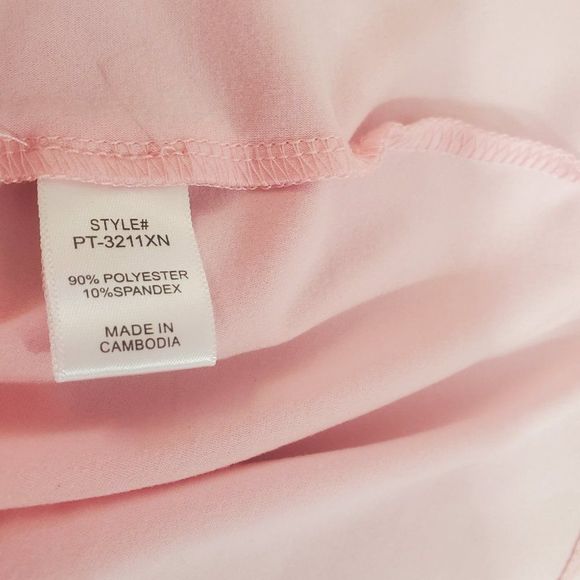 STYLE#
PT-3211XN
90% POLYESTER
10%SPANDEX
MADE IN
CAMBODIA